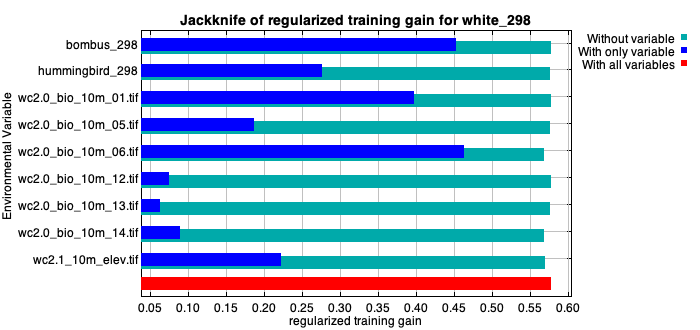 Jackknife of regularized training gain for white_298
Without variable
With only variable
With all variables
Environmental Variable
bombus_298
hummingbird_298
wc2.0_bio_10m_01.tif
wc2.0_bio_10m_05.tif
wc2.0_bio_10m_06.tif
wc2.0_bio_10m_12.tif
wc2.0_bio_10m_13.tif
wc2.0_bio_10m_14.tif
wc2.1_10m_elev.tif
0.05 0.10 0.15 0.20 0.25 0.30 0.35 0.40 0.45 0.50 0.55 0.60
regularized training gain